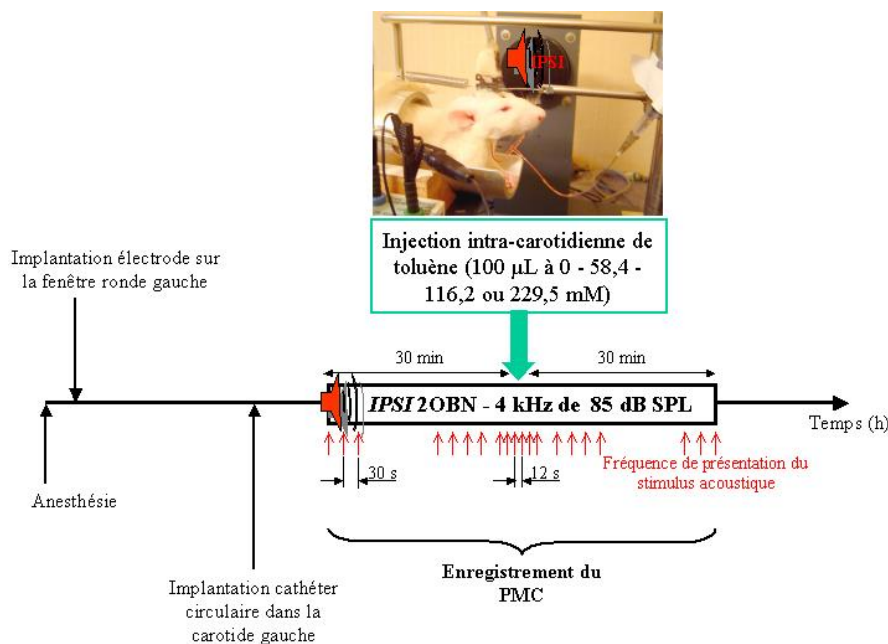 IPSI
Injection intra-carotidienne de
toluène (100 µL à 0 - 58,4 -
116,2 ou 229,5 mM)
Implantation électrode sur
la fenêtre ronde gauche
30 min
30 min
IPSI 2OBN - 4 kHz de 85 dB SPL
Temps (h)
30 s
12 s
Fréquence de présentation du
stimulus acoustique
Anesthésie
Implantation cathéter
circulaire dans la
carotide gauche
Enregistrement du
PMC